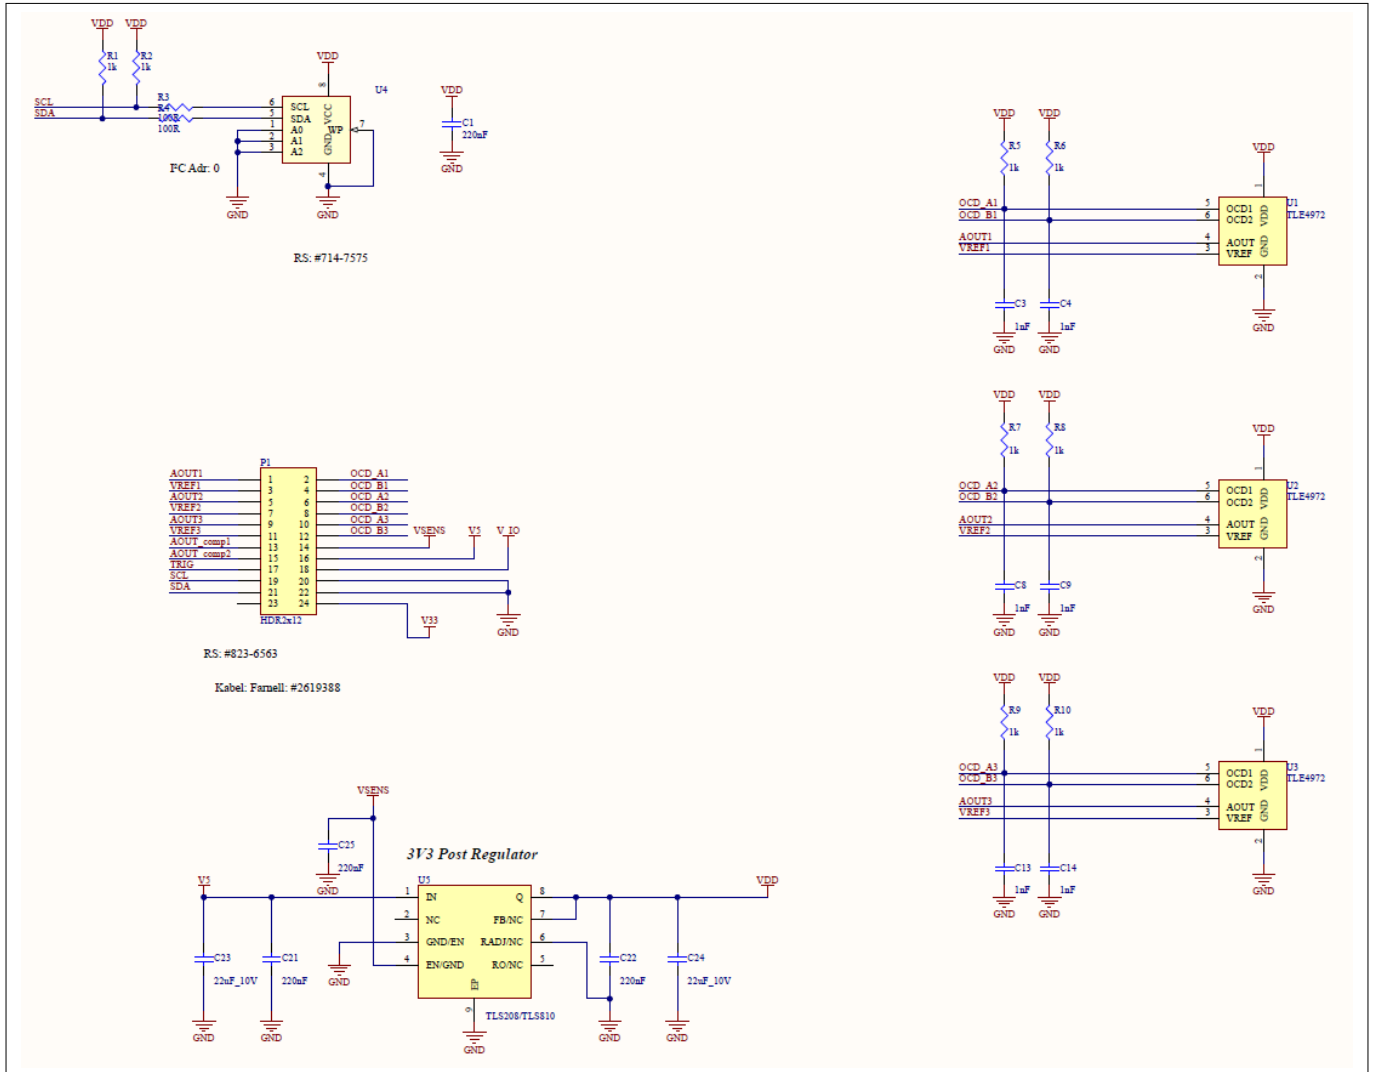 VDD VDD
R1 R2
1k 1k
VDD
8
U4
SCL
SDA
R3
R4
100R
100R
6 SCL
5 SDA
1 A0
2 A1
3 A2
VCC
WP 7
GND
4
I²C Adr: 0
GND GND
VDD
C1
220nF
GND
RS: #714-7575
VDD VDD
R5 R6
1k 1k
VDD
1
OCD_A1 5 OCD1
OCD_B1 6 OCD2
AOUT1 4 AOUT
VREF1 3 VREF
VDD
GND
U1
TLE4972
2
GND
C3 C4
1nF 1nF
GND GND
VDD VDD
R7 R8
1k 1k
VDD
1
OCD_A2 5 OCD1
OCD_B2 6 OCD2
AOUT2 4 AOUT
VREF2 3 VREF
VDD
GND
U2
TLE4972
2
GND
C8 C9
1nF 1nF
GND GND
P1
AOUT1 1 2 OCD_A1
VREF1 3 4 OCD_B1
AOUT2 5 6 OCD_A2
VREF2 7 8 OCD_B2
AOUT3 9 10 OCD_A3
VREF3 11 12 OCD_B3
AOUT_comp1 13 14 VSENS
AOUT_comp2 15 16 V5
TRIG 17 18 V_IO
SCL 19 20
SDA 21 22
23 24
HDR2x12
GND
V33
RS: #823-6563
Kabel: Farnell: #2619388
VDD VDD
R9 R10
1k 1k
VDD
1
OCD_A3 5 OCD1
OCD_B3 6 OCD2
AOUT3 4 AOUT
VREF3 3 VREF
VDD
GND
U3
TLE4972
2
GND
C13 C14
1nF 1nF
GND GND
VSENS
C25
220nF
GND
3V3 Post Regulator
U5
V5
VDD
1 IN Q 8
2 NC FB/NC 7
3 GND/EN RADJ/NC 6
4 EN/GND RO/NC 5
EP
9
TLS208/TLS810
GND
C23
22uF_10V
C21
220nF
C22
220nF
C24
22uF_10V
GND GND GND GND GND